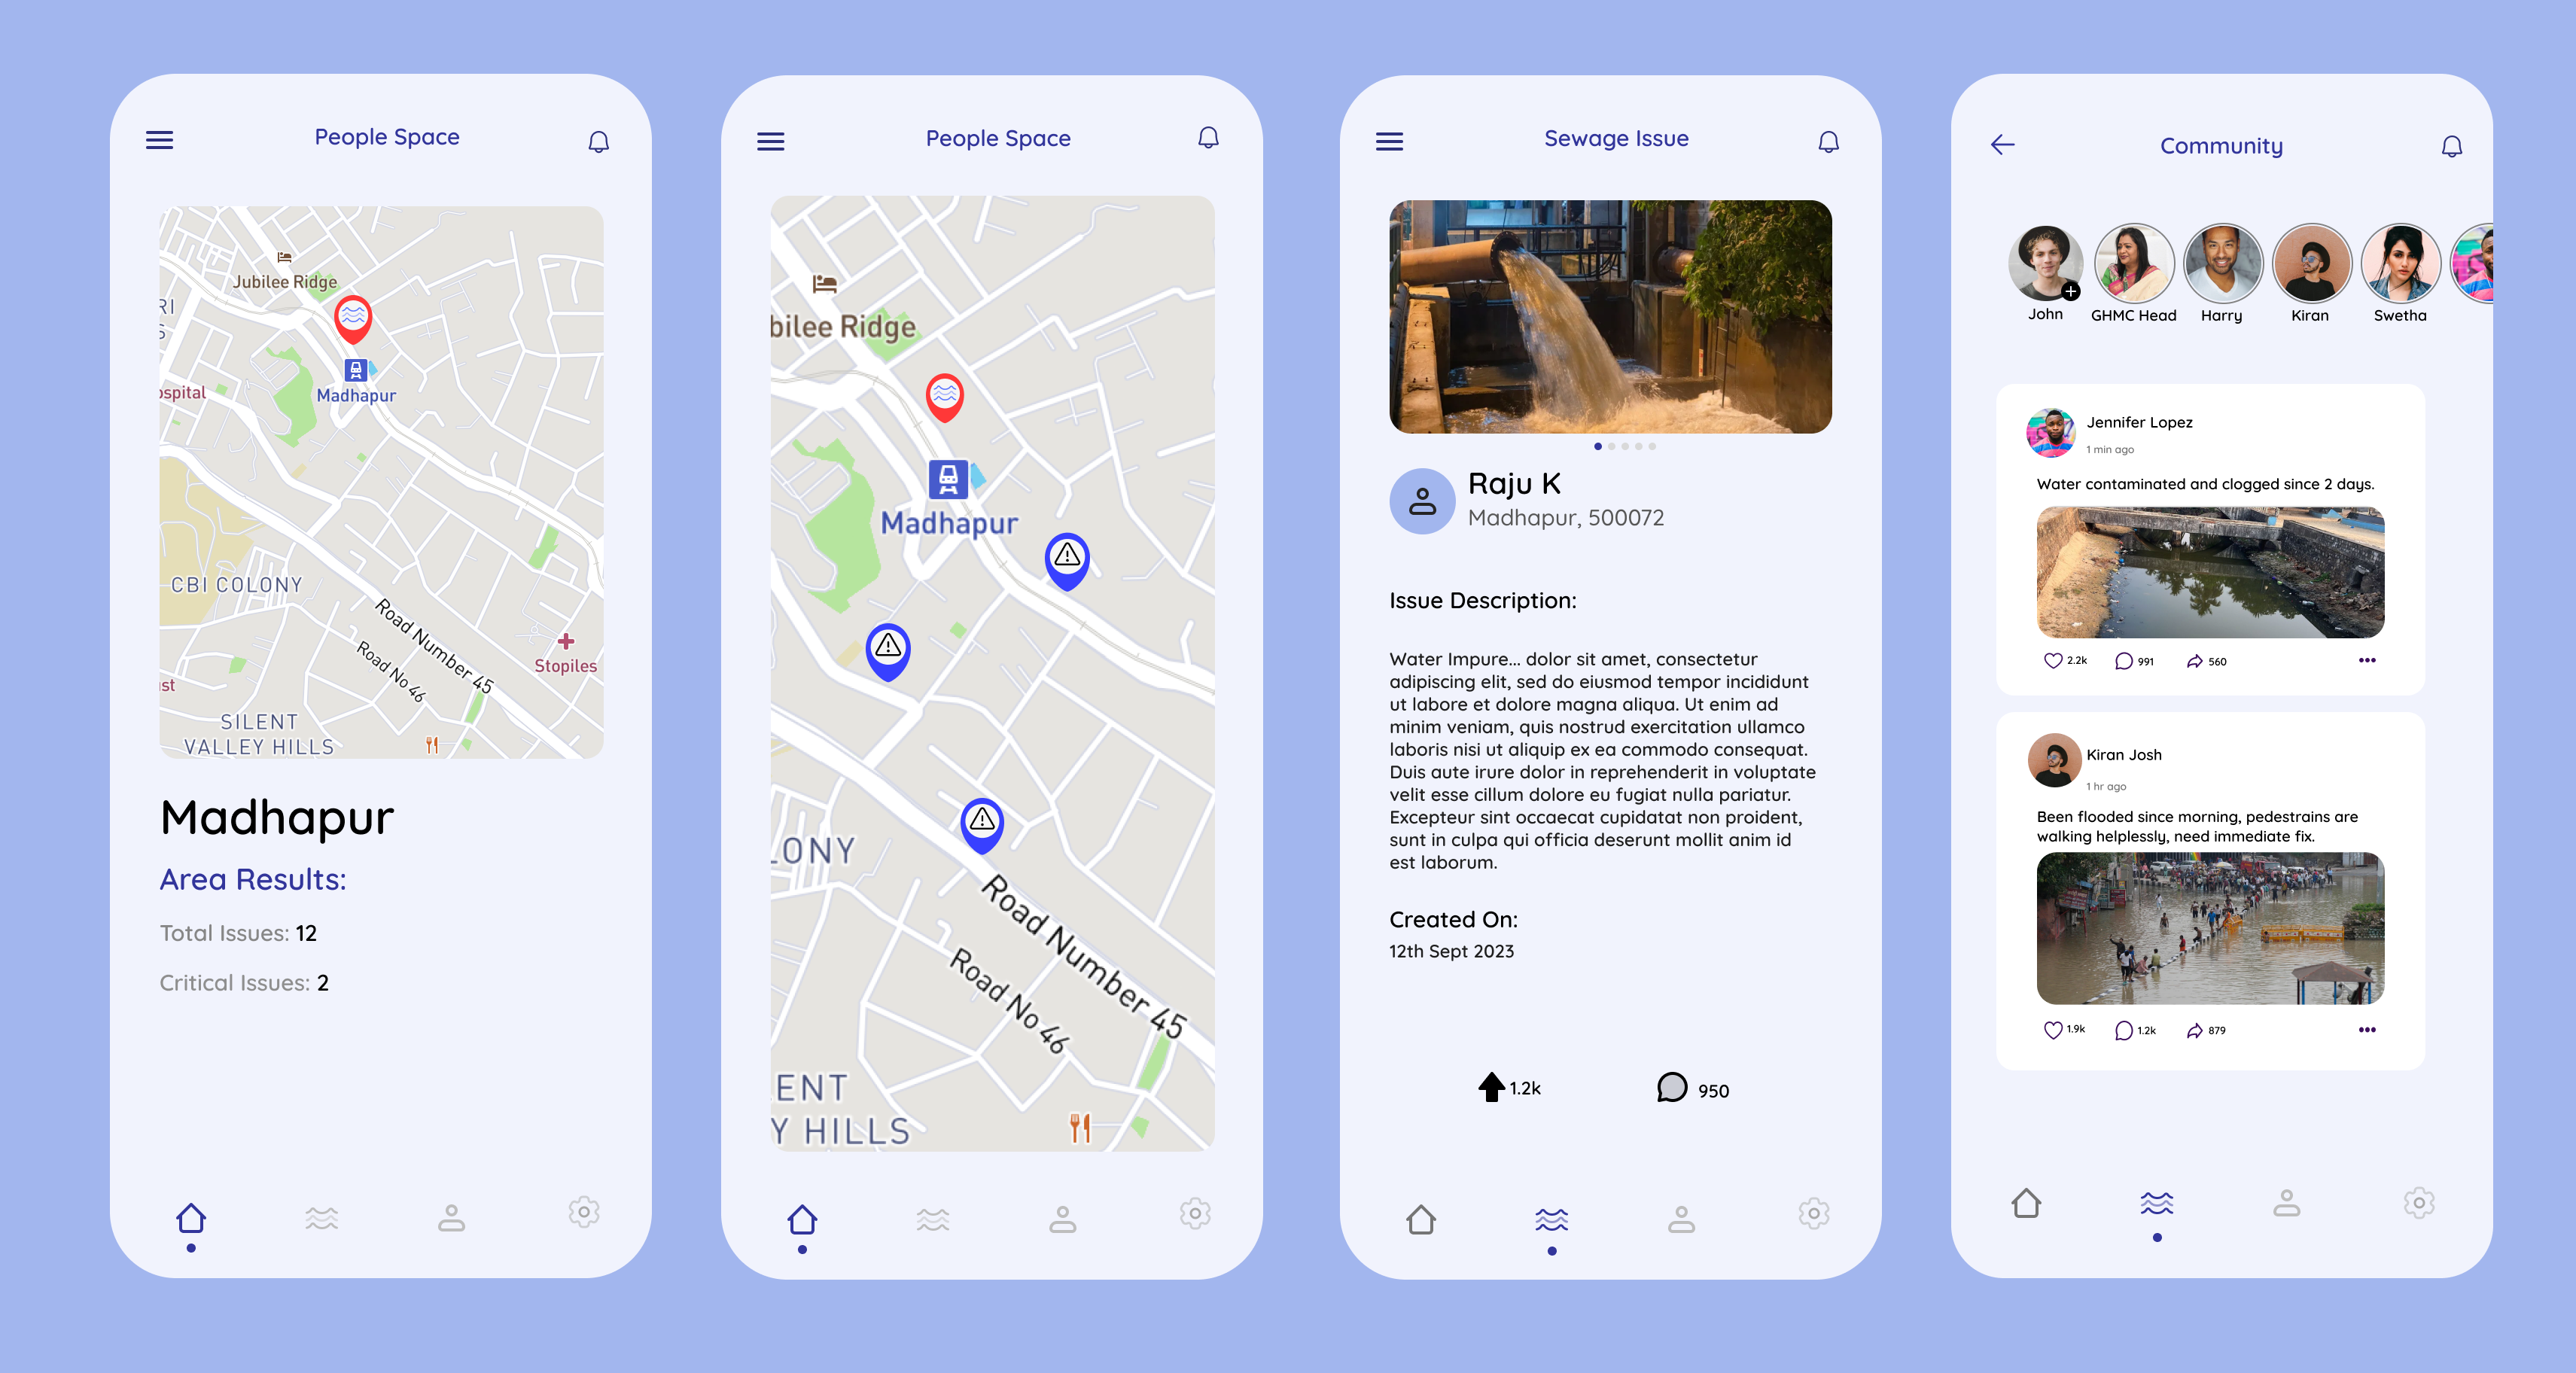 People Space
Jubilee Ridge
RI
S
ospital
Madhapur
CBI COLONY
Road Number 45
Road No 46
Stopiles
ist
SILENT
VALLEY HILLS
Madhapur
Area Results:
Total Issues: 12
Critical Issues: 2
People Space
bilee Ridge
Madhapur
LONY
Road Number 45
Road No 46
ENT
Y HILLS
Sewage Issue
Raju K
Madhapur, 500072
Issue Description:
Water Impure... dolor sit amet, consectetur
adipiscing elit, sed do eiusmod tempor incididunt
ut labore et dolore magna aliqua. Ut enim ad
minim veniam, quis nostrud exercitation ullamco
laboris nisi ut aliquip ex ea commodo consequat.
Duis aute irure dolor in reprehenderit in voluptate
velit esse cillum dolore eu fugiat nulla pariatur.
Excepteur sint occaecat cupidatat non proident,
sunt in culpa qui officia deserunt mollit anim id
est laborum.
Created On:
12th Sept 2023
1.2k 950
Community
John GHMC Head Harry Kiran Swetha
Jennifer Lopez
1 min ago
Water contaminated and clogged since 2 days.
2.2k 991 560
Kiran Josh
1 hr ago
Been flooded since morning, pedestrains are
walking helplessly, need immediate fix.
1.9k 1.2k 879